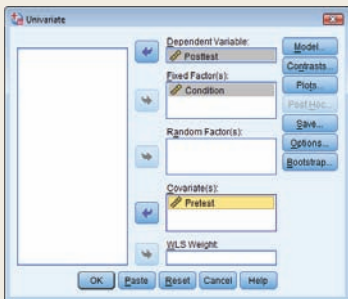 Univariate
Dependent Variable:
Posttest
Fixed Factor(s):
Condition
Random Factor(s):
Covariate(s):
Pretest
WLS Weight:
Model...
Contrasts...
Plots...
Post Hoc...
Save...
Options...
Bootstrap...
OK Paste Reset Cancel Help